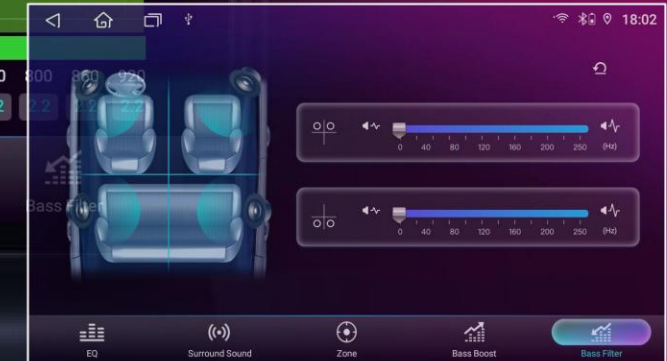 18:02
0 800 860 920
2 2.2 2.2 2.2
Bass Filter
0 40 80 120 160 200 250 (Hz)
0 40 80 120 160 200 250 (Hz)
EQ Surround Sound Zone Bass Boost Bass Filter